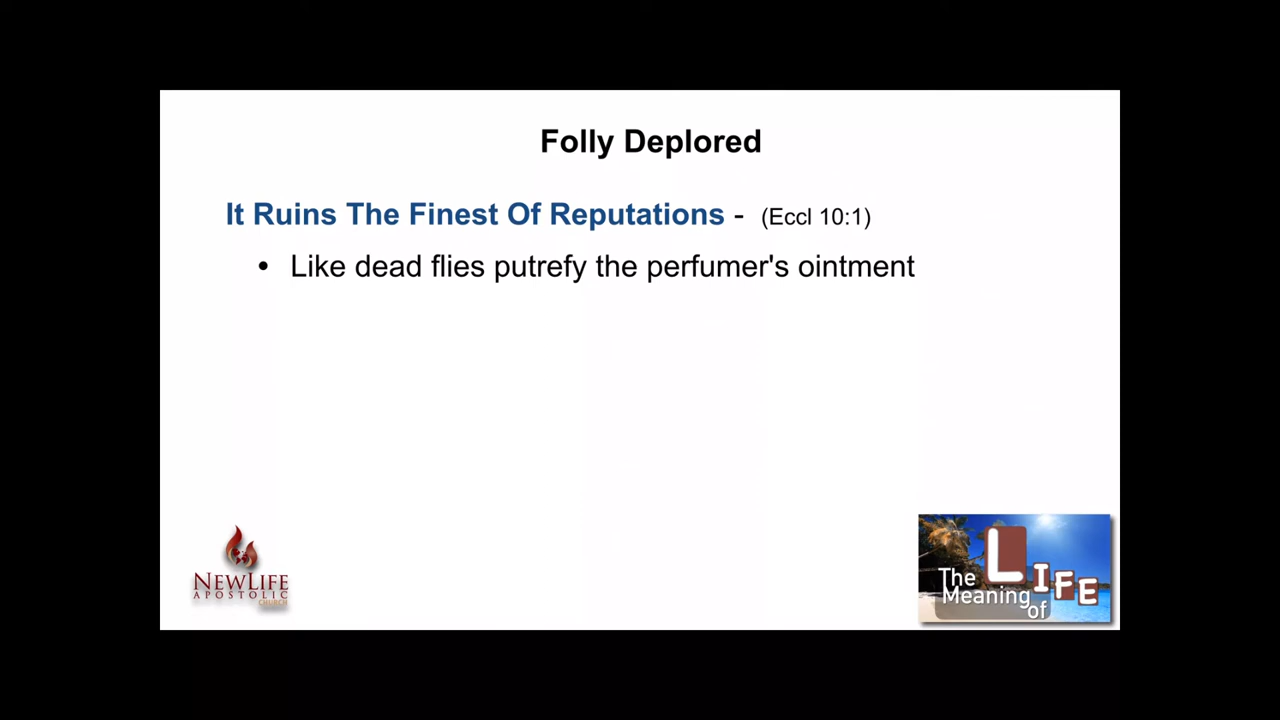 Folly Deplored
It Ruins The Finest Of Reputations - (Eccl 10:1)
• Like dead flies putrefy the perfumer's ointment
NEWLIFE
APOSTOLIC
CHURCH
The
Meaning
of
LIFE